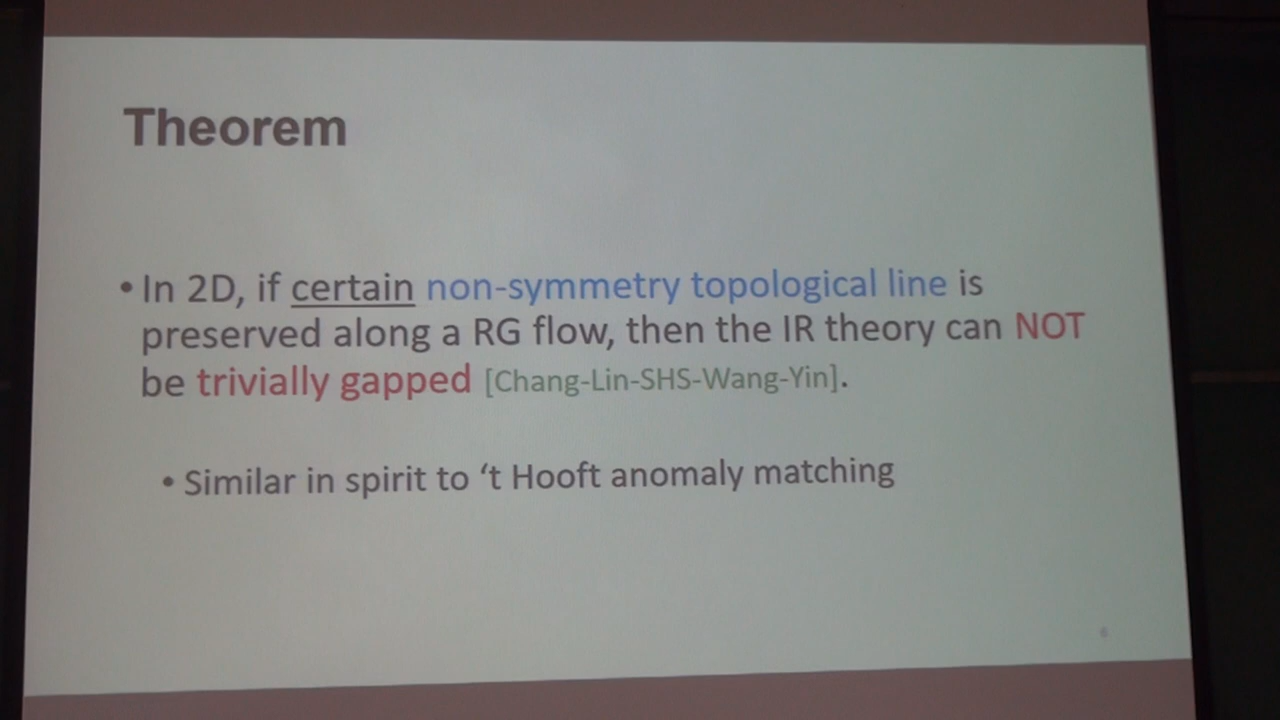 Theorem
• In 2D, if certain non-symmetry topological line is
preserved along a RG flow, then the IR theory can NOT
be trivially gapped [Chang-Lin-SHS-Wang-Yin].
• Similar in spirit to ‘t Hooft anomaly matching